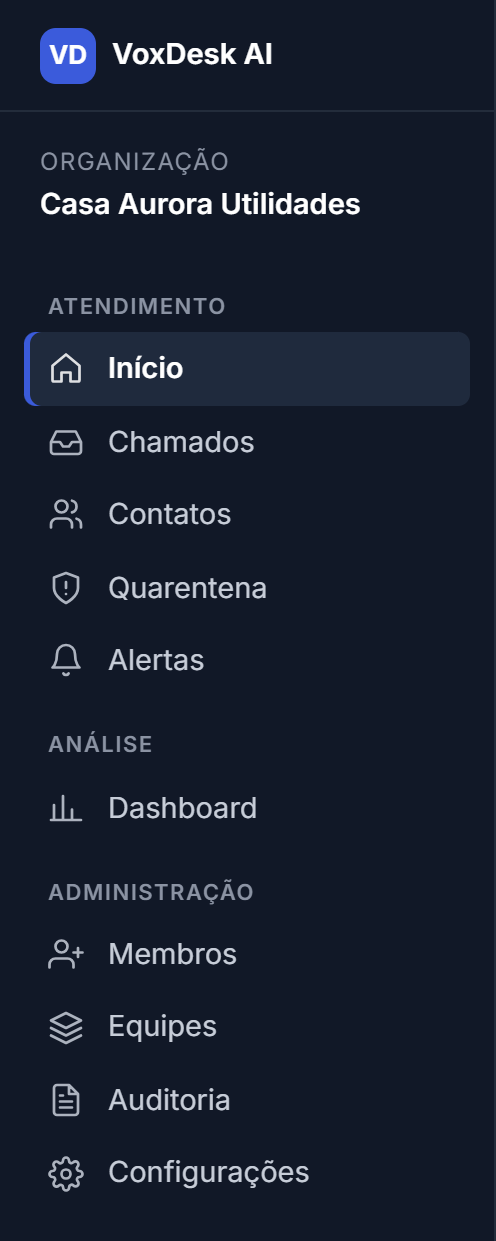 VD VoxDesk AI
ORGANIZAÇÃO
Casa Aurora Utilidades
ATENDIMENTO
Início
Chamados
Contatos
Quarentena
Alertas
ANÁLISE
Dashboard
ADMINISTRAÇÃO
Membros
Equipes
Auditoria
Configurações